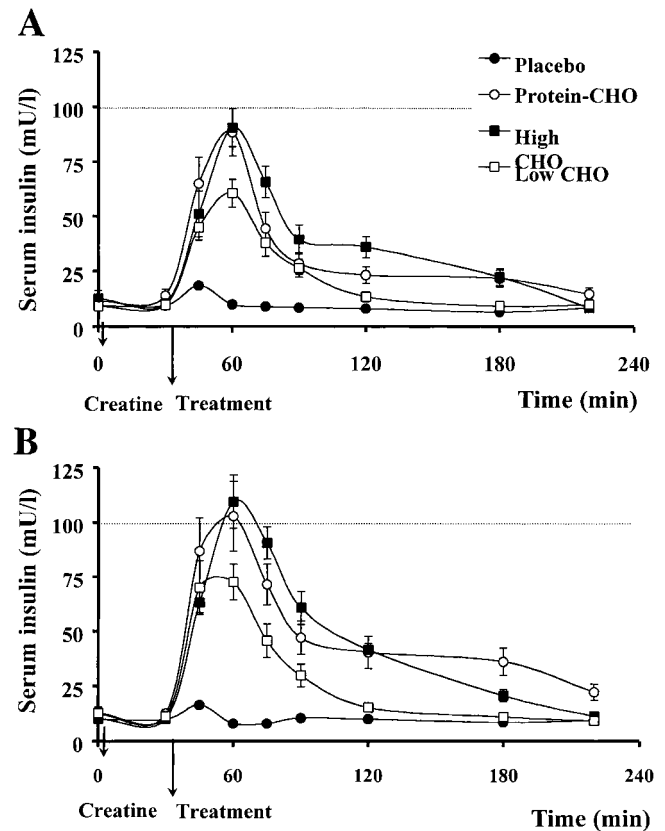 A
Serum insulin (mU/l)
125
100
75
50
25
0
Placebo
Protein-CHO
High
CHO
Low CHO
0
60
120
180
240
Creatine
Treatment
Time (min)
B
Serum insulin (mU/l)
125
100
75
50
25
0
0
60
120
180
240
Creatine
Treatment
Time (min)